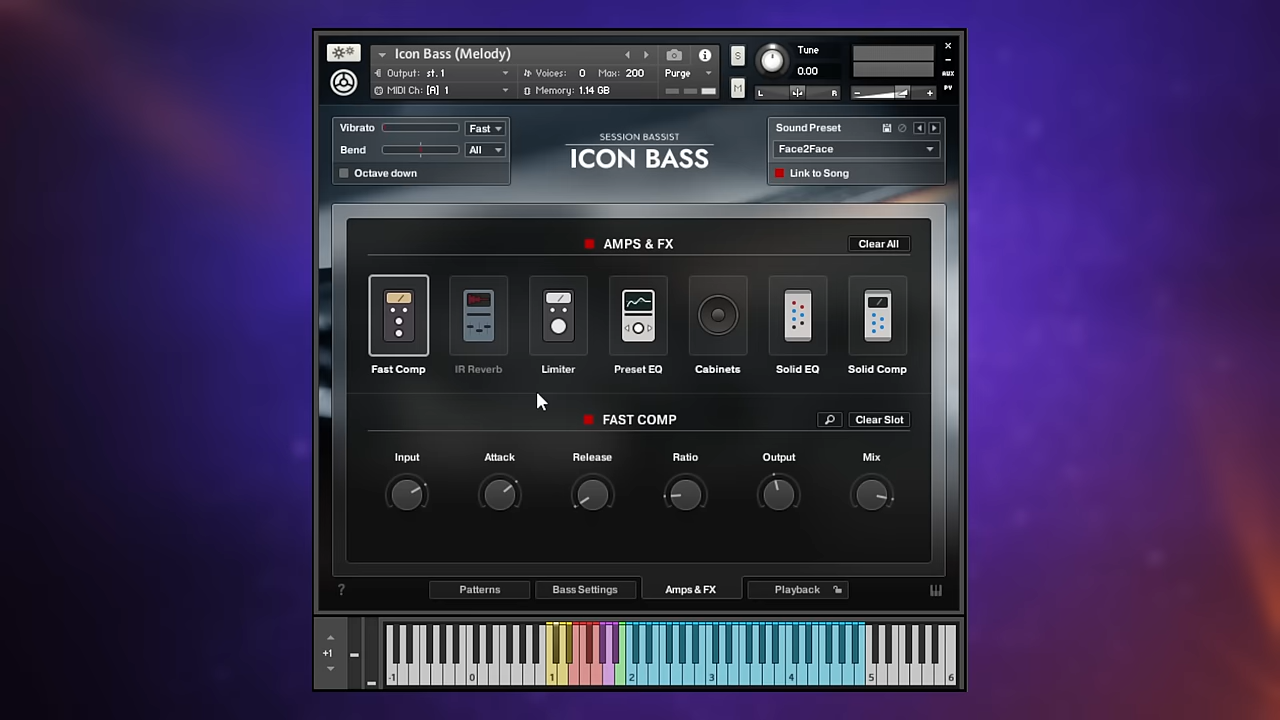 Icon Bass (Melody)
Output: st.1
Voices: 0 Max: 200
Purge
MIDI Ch: [A] 1
Memory: 1.14 GB
S
M
Tune
0.00
L
R
AUX
PV
Vibrato
Fast
Bend
All
Octave down
SESSION BASSIST
ICON BASS
Sound Preset
Face2Face
Link to Song
AMPS & FX
Clear All
Fast Comp
IR Reverb
Limiter
Preset EQ
Cabinets
Solid EQ
Solid Comp
FAST COMP
Clear Slot
Input
Attack
Release
Ratio
Output
Mix
?
Patterns
Bass Settings
Amps & FX
Playback
+1
-1 0 1 2 3 4 5 6